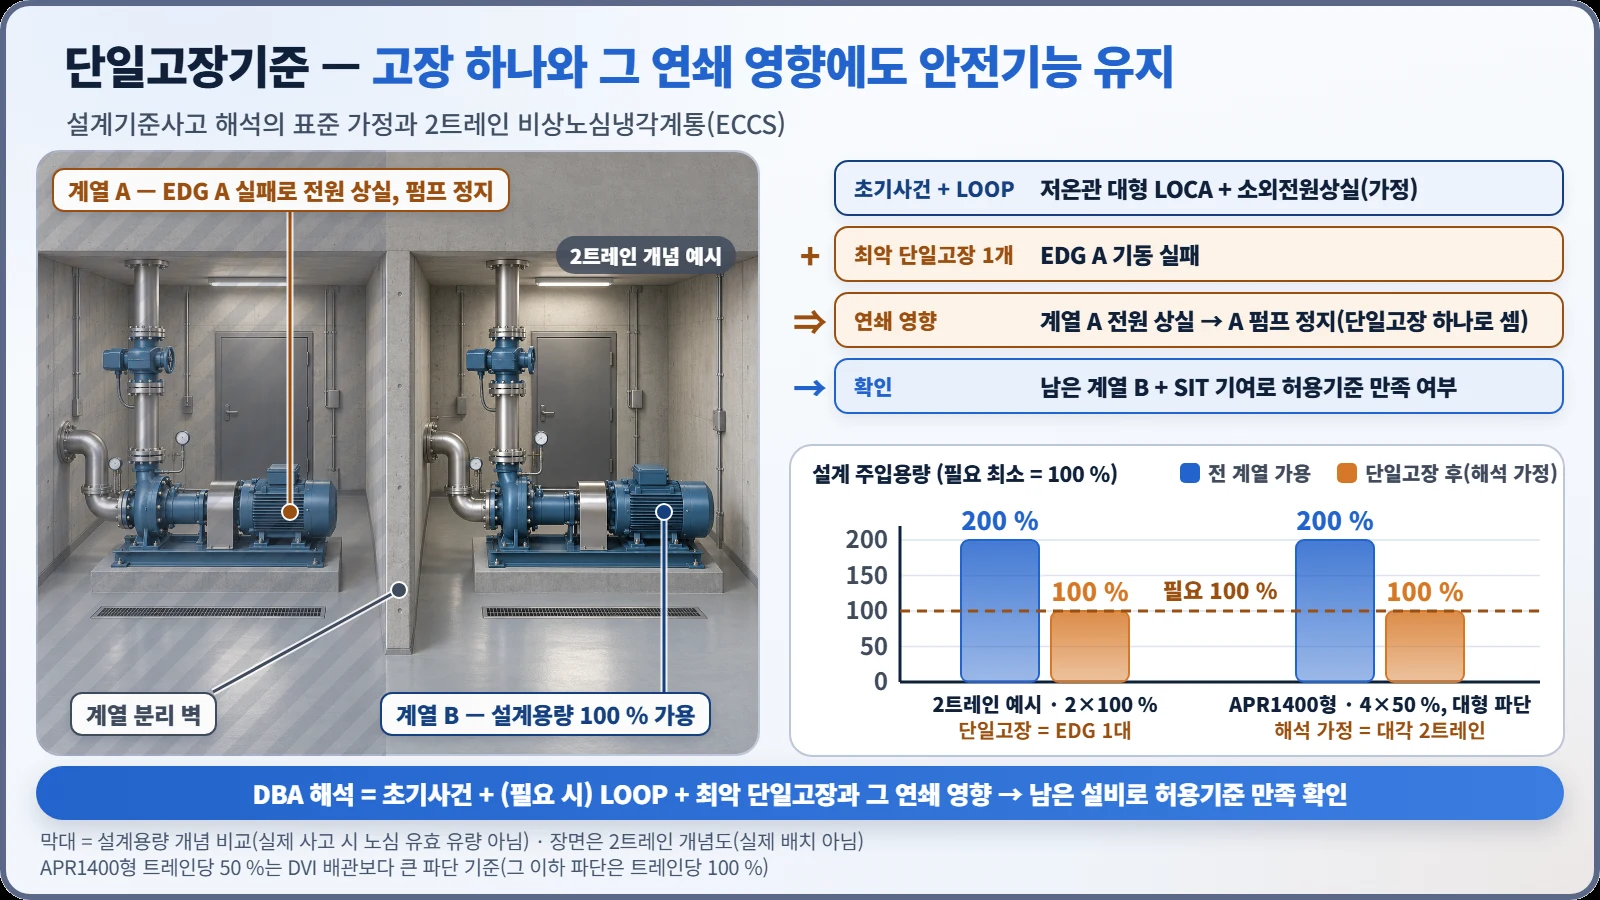 단일고장기준 — 고장 하나와 그 연쇄 영향에도 안전기능 유지
설계기준사고 해석의 표준 가정과 2트레인 비상노심냉각계통(ECCS)
계열 A — EDG A 실패로 전원 상실, 펌프 정지
2트레인 개념 예시
계열 분리 벽
계열 B — 설계용량 100 % 가용
초기사건 + LOOP 저온관 대형 LOCA + 소외전원상실(가정)
+ 최악 단일고장 1개 EDG A 기동 실패
⇒ 연쇄 영향 계열 A 전원 상실 → A 펌프 정지(단일고장 하나로 셈)
→ 확인 남은 계열 B + SIT 기여로 허용기준 만족 여부
설계 주입용량 (필요 최소 = 100 %)
전 계열 가용
단일고장 후(해석 가정)
200 %
200 %
200
150
100
50
0
100 %
필요 100 %
100 %
2트레인 예시 · 2×100 %
단일고장 = EDG 1대
APR1400형 · 4×50 %, 대형 파단
해석 가정 = 대각 2트레인
DBA 해석 = 초기사건 + (필요 시) LOOP + 최악 단일고장과 그 연쇄 영향 → 남은 설비로 허용기준 만족 확인
막대 = 설계용량 개념 비교(실제 사고 시 노심 유효 유량 아님) · 장면은 2트레인 개념도(실제 배치 아님)
APR1400형 트레인당 50 %는 DVI 배관보다 큰 파단 기준(그 이하 파단은 트레인당 100 %)